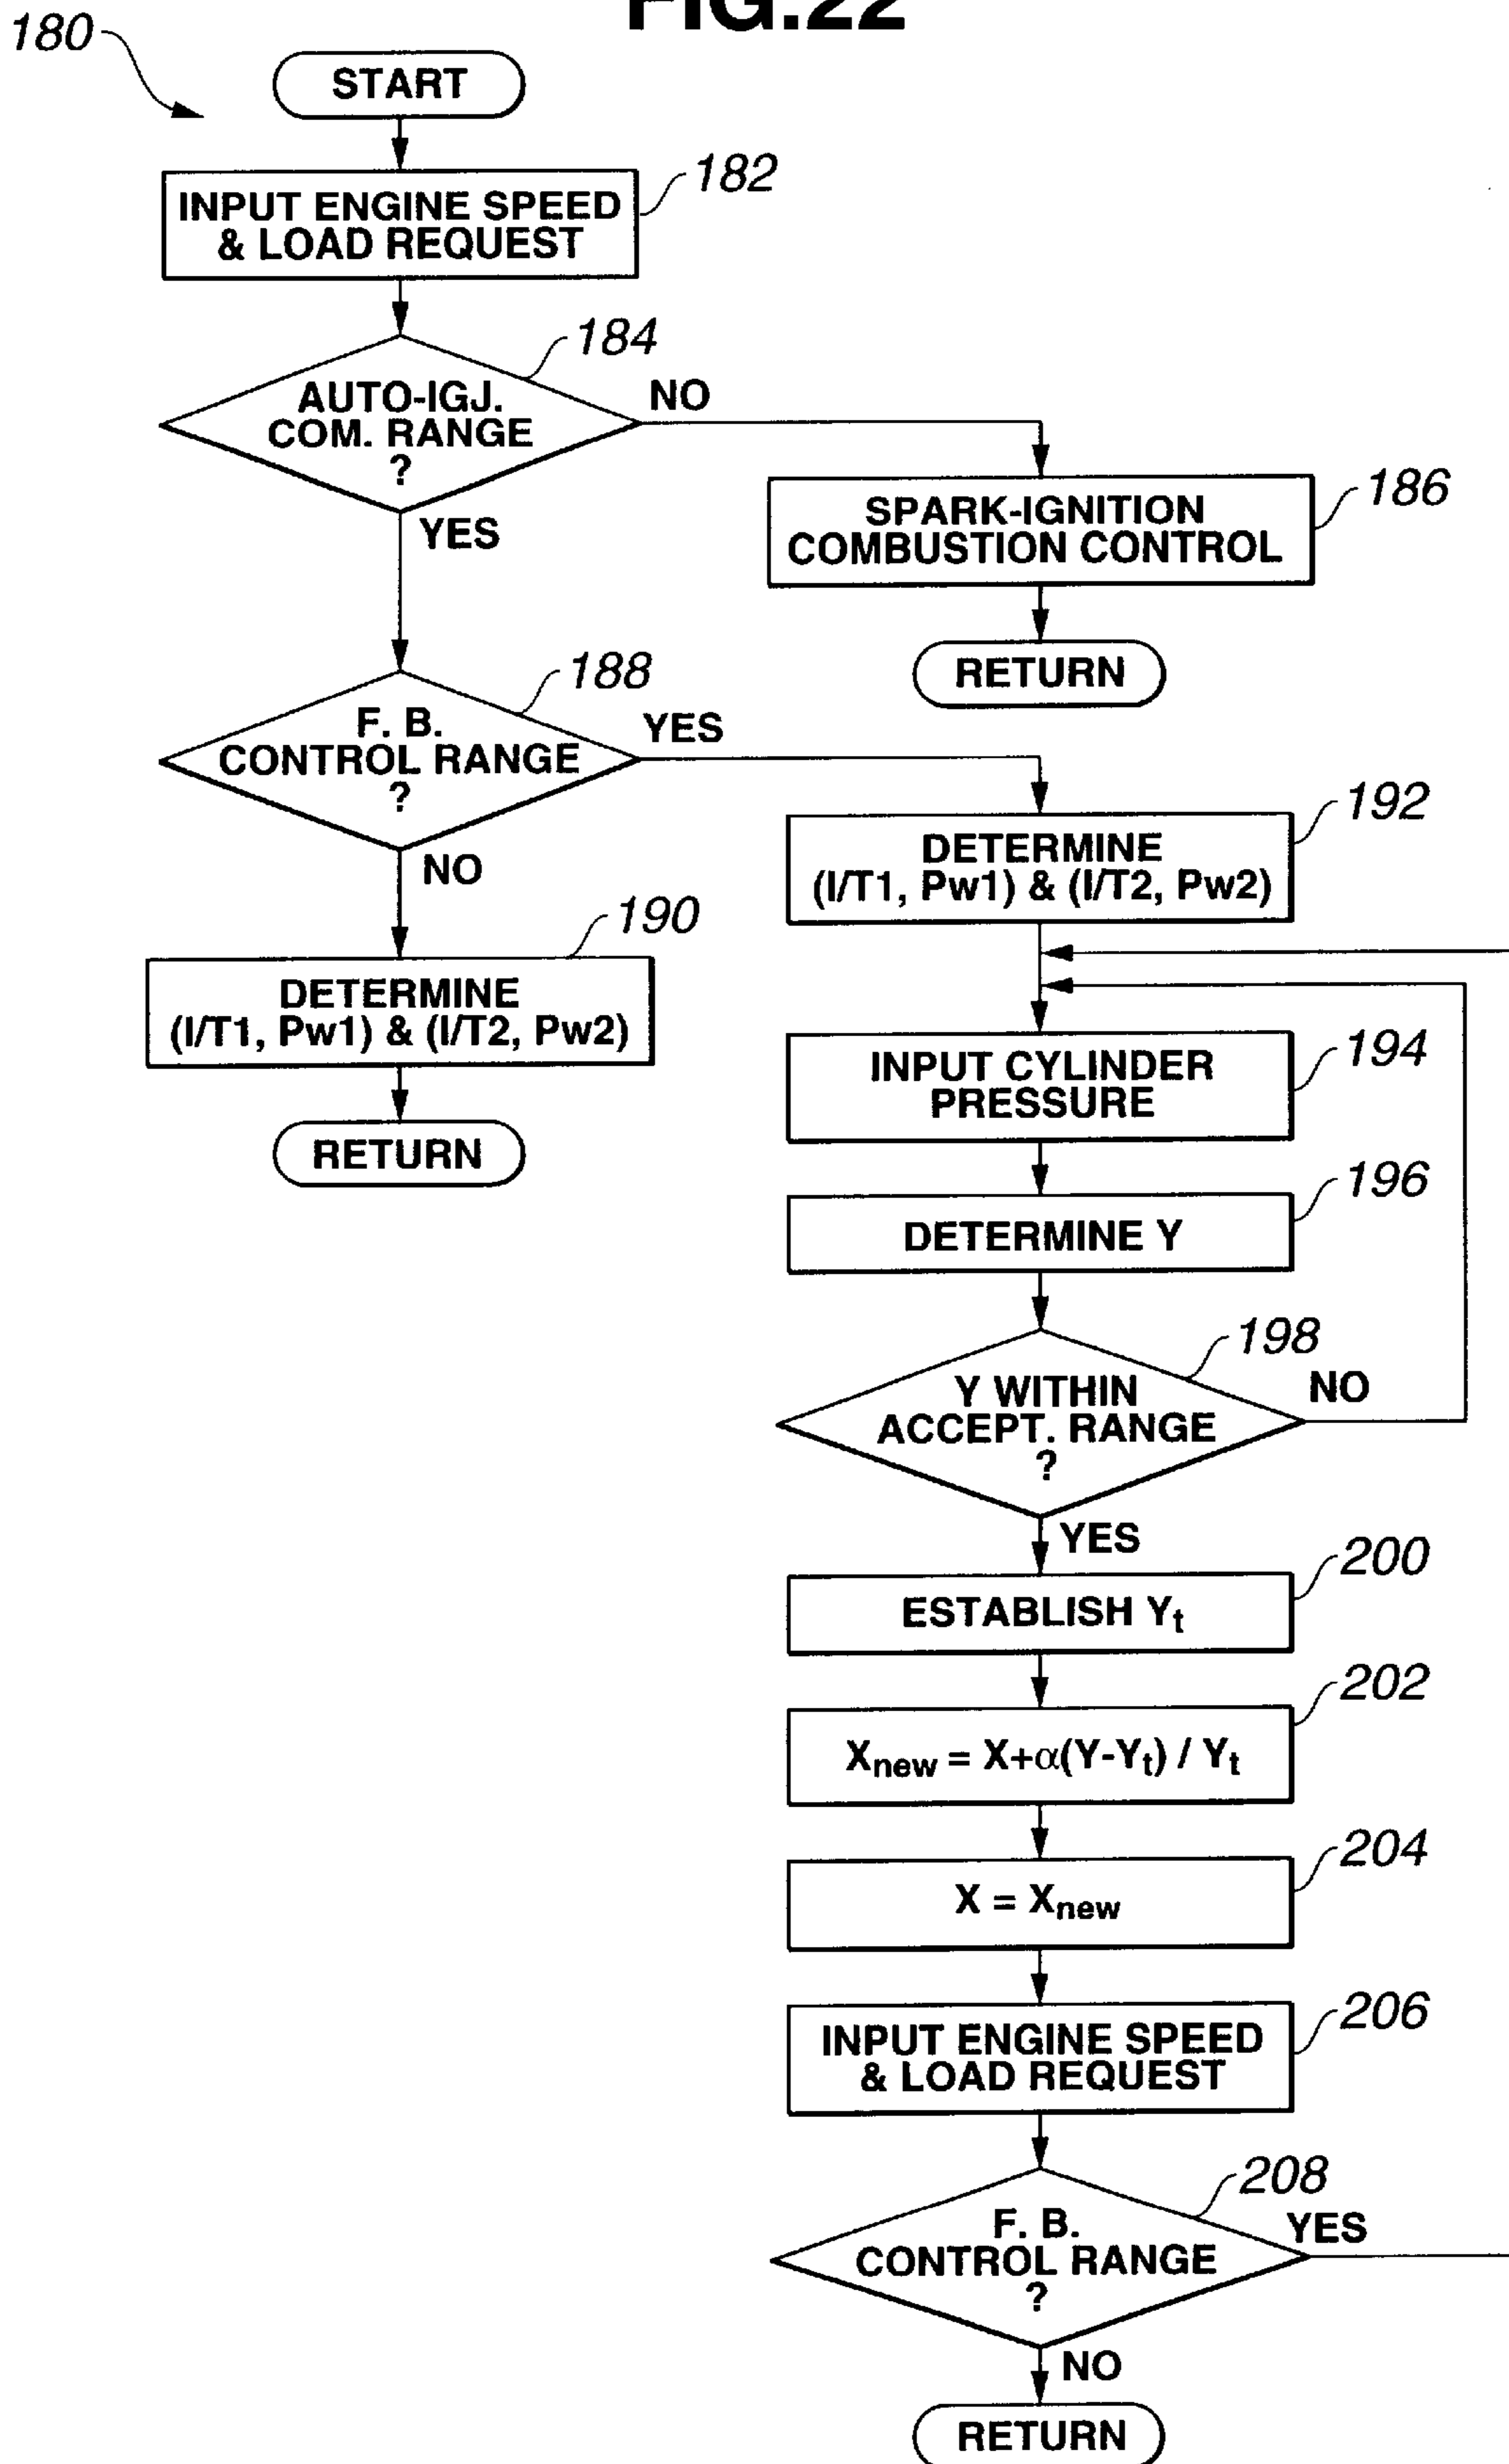 FIG.22
180
START
182
INPUT ENGINE SPEED
& LOAD REQUEST
184
AUTO-IGJ.
COM. RANGE
?
NO
YES
186
SPARK-IGNITION
COMBUSTION CONTROL
RETURN
188
F. B.
CONTROL RANGE
?
YES
NO
190
DETERMINE
(I/T1, Pw1) & (I/T2, Pw2)
RETURN
192
DETERMINE
(I/T1, Pw1) & (I/T2, Pw2)
194
INPUT CYLINDER
PRESSURE
196
DETERMINE Y
198
Y WITHIN
ACCEPT. RANGE
?
NO
YES
200
ESTABLISH Yt
202
Xnew = X+α(Y-Yt) / Yt
204
X = Xnew
206
INPUT ENGINE SPEED
& LOAD REQUEST
208
F. B.
CONTROL RANGE
?
YES
NO
RETURN